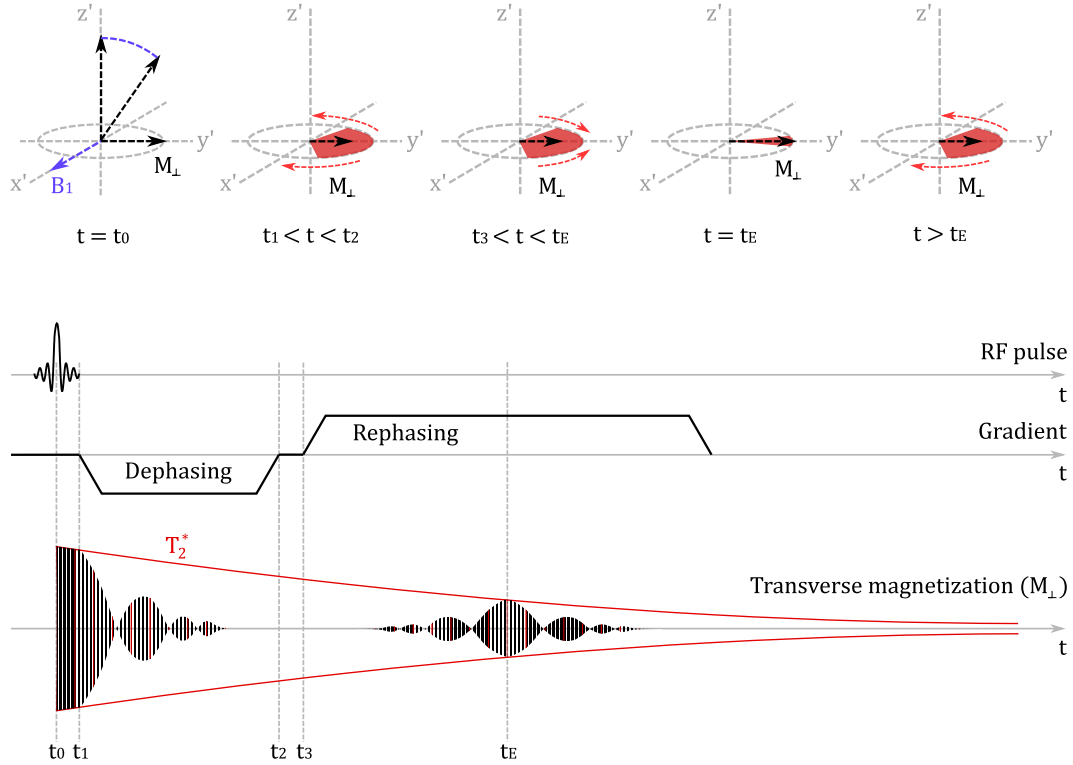 z' z' z' z' z'
y' y' y' y' y'
M⊥ M⊥ M⊥ M⊥ M⊥
x' B₁ x' x' x' x'
t = t₀ t₁ < t < t₂ t₃ < t < tE t = tE t > tE
RF pulse
t
Gradient
Rephasing
Dephasing
t
T₂*
Transverse magnetization (M⊥)
t
t₀ t₁ t₂ t₃ tE